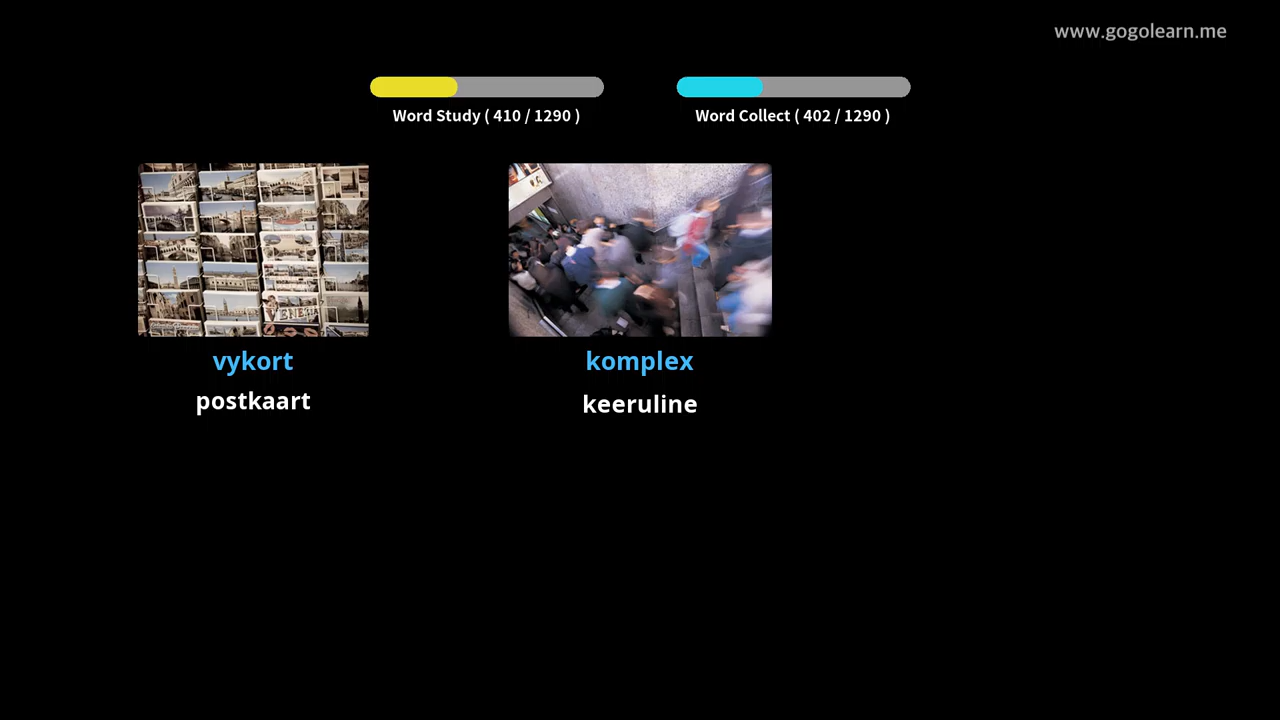 www.gogolearn.me
Word Study ( 410 / 1290 )
Word Collect ( 402 / 1290 )
vykort
postkaart
komplex
keeruline